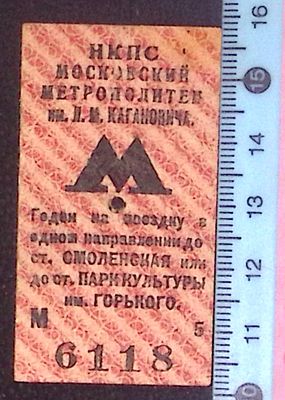 НКПС
МОСКОВСКИЙ
МЕТРОПОЛИТЕН
им. Л. М. КАГАНОВИЧА.
М
Годен на поездку в
одном направлении до
ст. СМОЛЕНСКАЯ или
до ст. ПАРК КУЛЬТУРЫ
им. ГОРЬКОГО.
М 5
6118
16
15
14
13
12
11
10